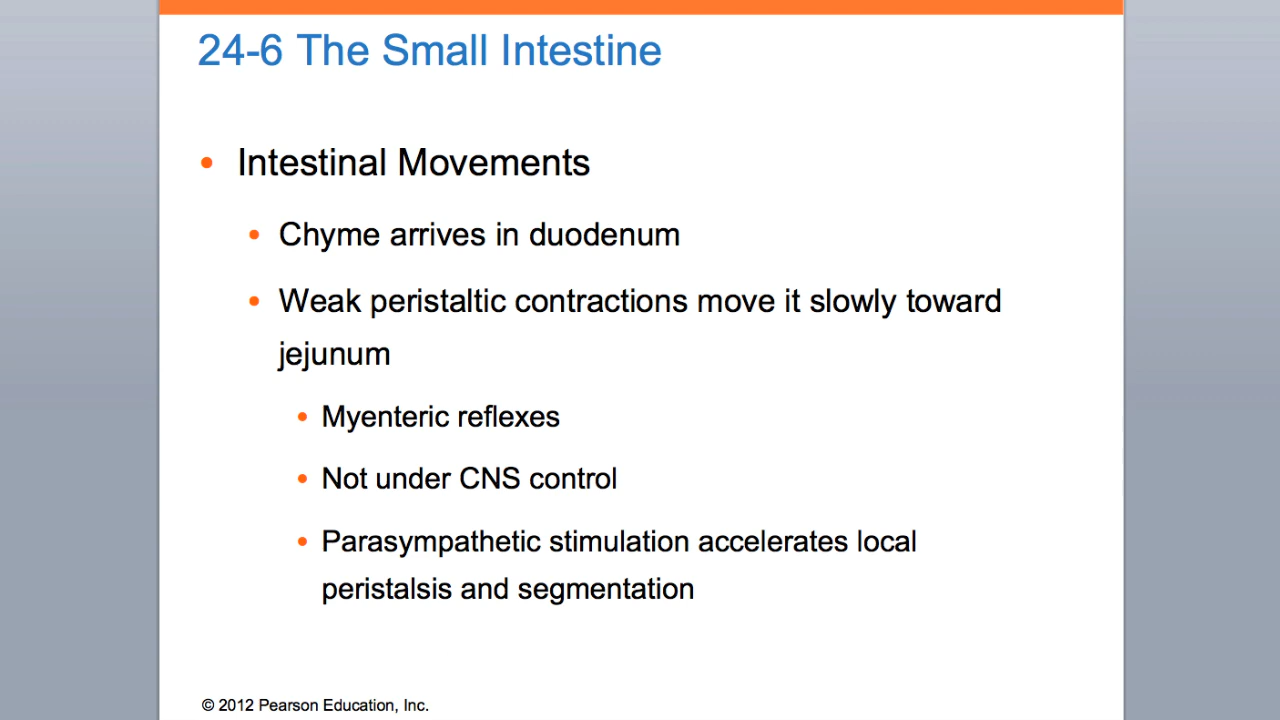 24-6 The Small Intestine
• Intestinal Movements
• Chyme arrives in duodenum
• Weak peristaltic contractions move it slowly toward
jejunum
• Myenteric reflexes
• Not under CNS control
• Parasympathetic stimulation accelerates local
peristalsis and segmentation
© 2012 Pearson Education, Inc.